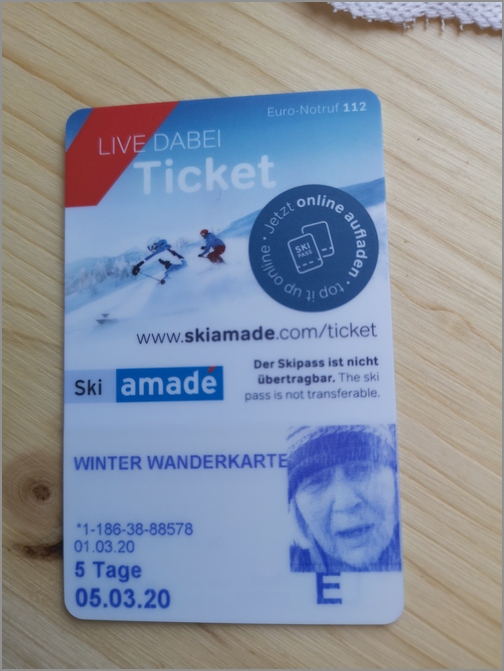 Euro-Notruf 112
LIVE DABEI
Ticket
Jetzt online aufladen · top it up online ·
SKI
PASS
www.skiamade.com/ticket
Der Skipass ist nicht
übertragbar. The ski
pass is not transferable.
Ski amadé
WINTER WANDERKARTE
*1-186-38-88578
01.03.20
5 Tage
05.03.20
E